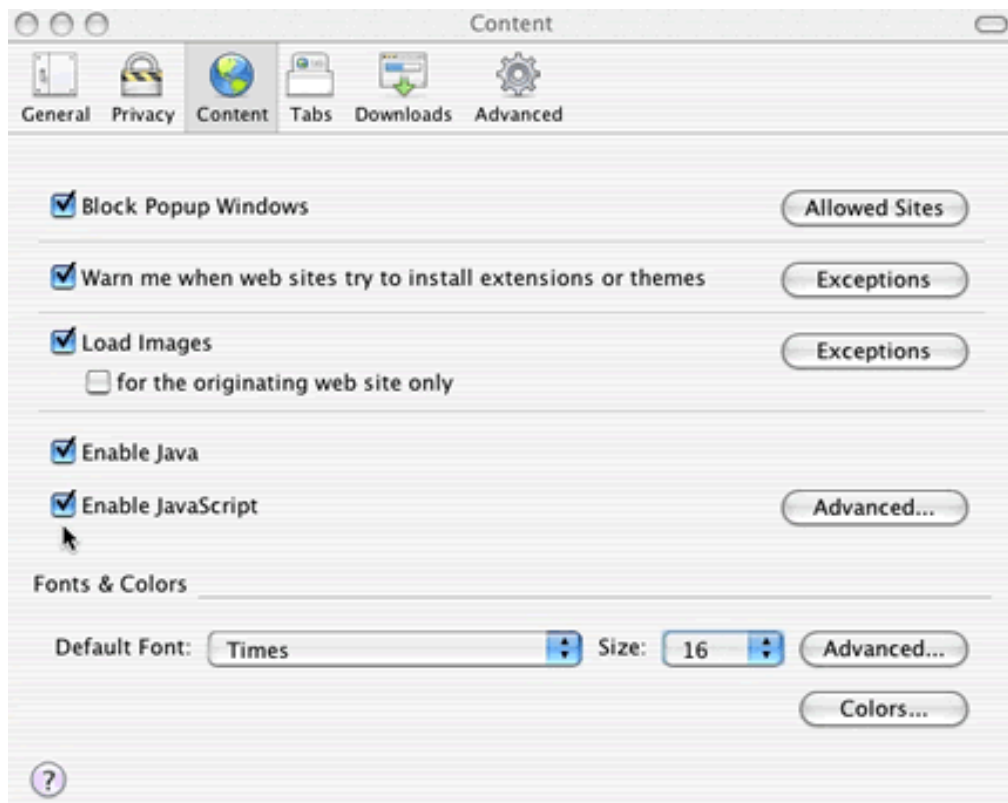 Content
General Privacy Content Tabs Downloads Advanced
Block Popup Windows Allowed Sites
Warn me when web sites try to install extensions or themes Exceptions
Load Images Exceptions
for the originating web site only
Enable Java
Enable JavaScript Advanced...
Fonts & Colors
Default Font: Times Size: 16 Advanced...
Colors...
?